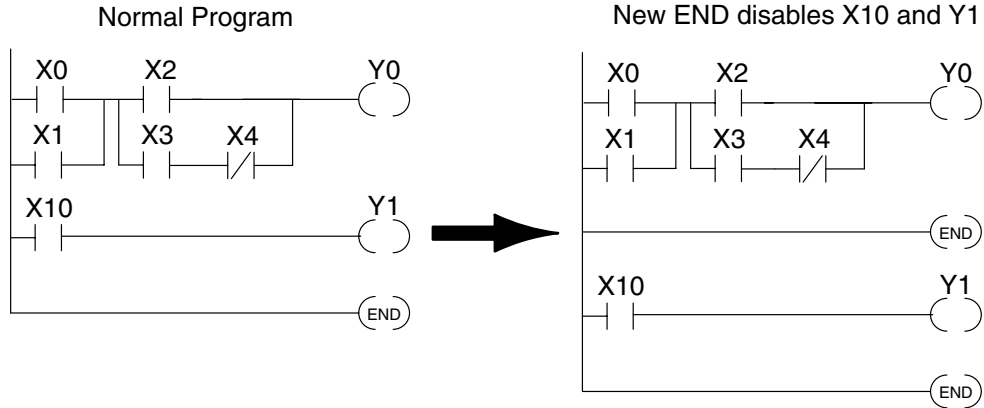 Normal Program
X0 X2 Y0
X1 X3 X4
X10 Y1
END
New END disables X10 and Y1
X0 X2 Y0
X1 X3 X4
END
X10 Y1
END